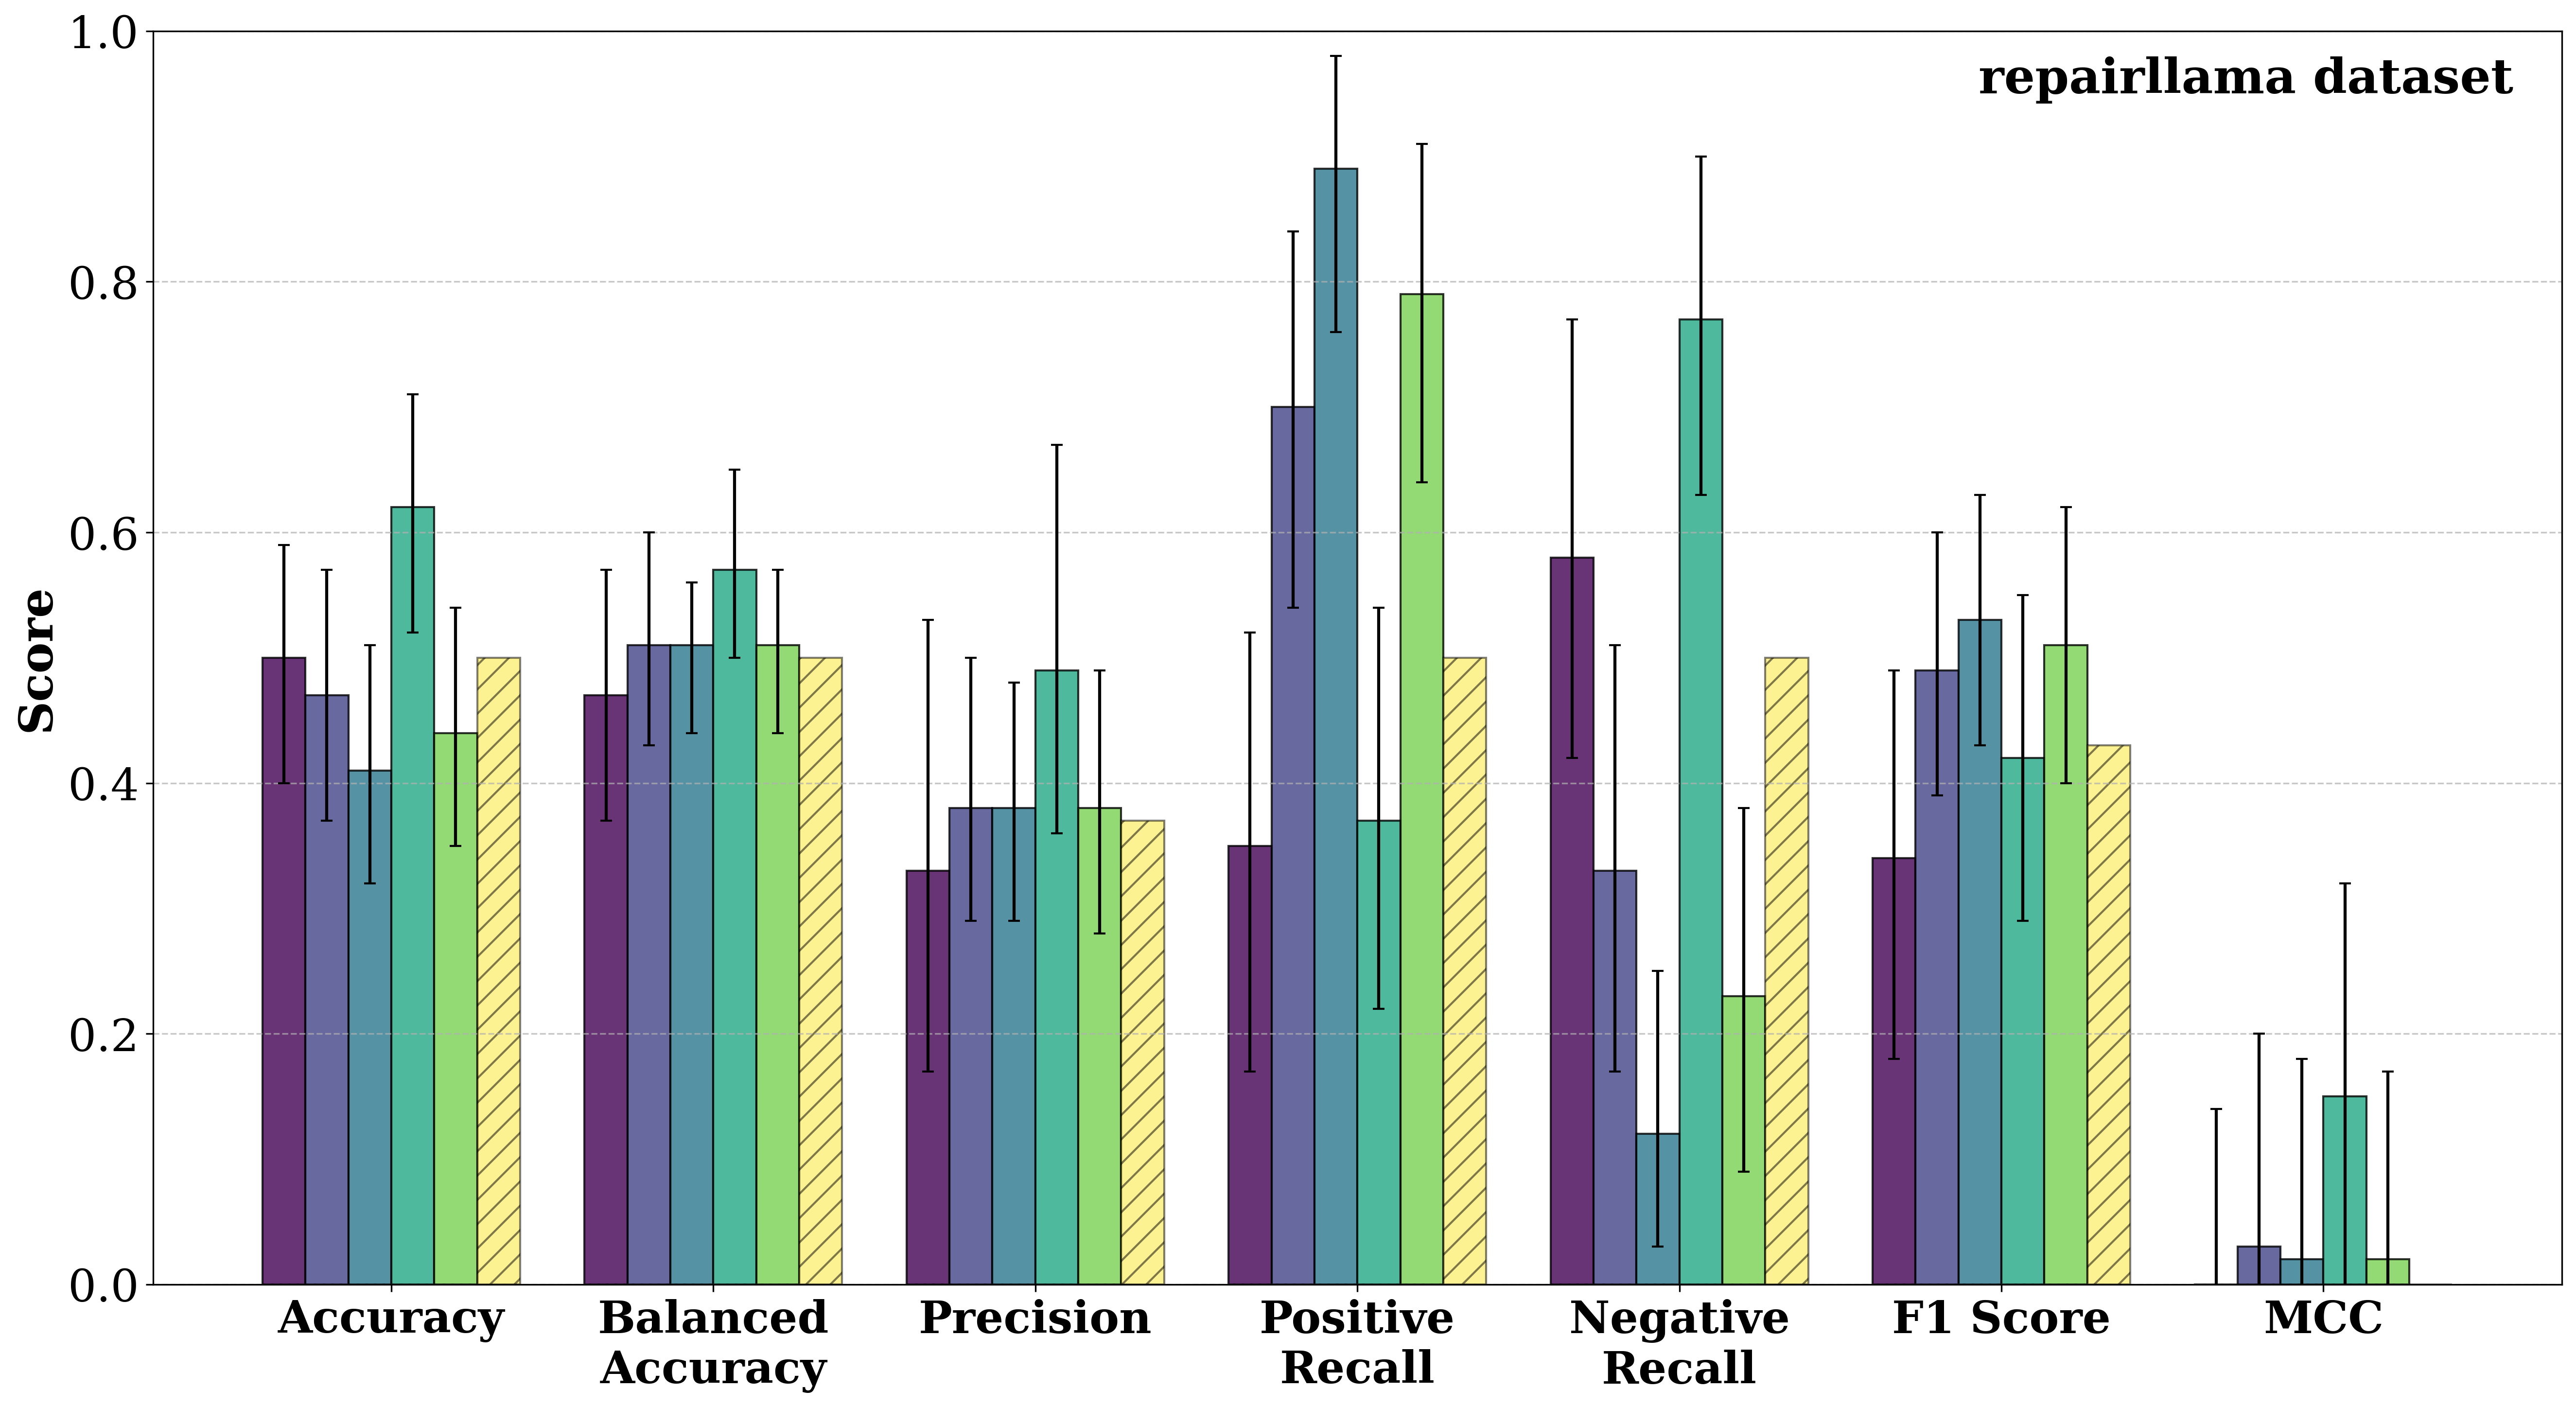 repairllama dataset
Score
1.0
0.8
0.6
0.4
0.2
0.0
Accuracy
Balanced
Accuracy
Precision
Positive
Recall
Negative
Recall
F1 Score
MCC